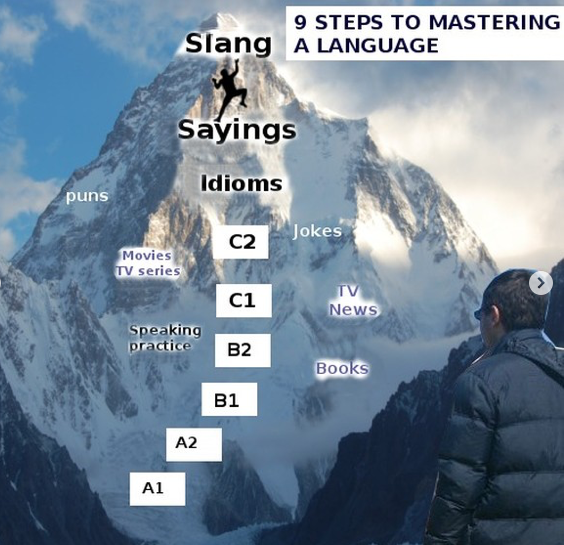 9 STEPS TO MASTERING
A LANGUAGE
Slang
Sayings
Idioms
puns
Jokes
C2
Movies
TV series
C1
TV
News
Speaking
practice
B2
Books
B1
A2
A1